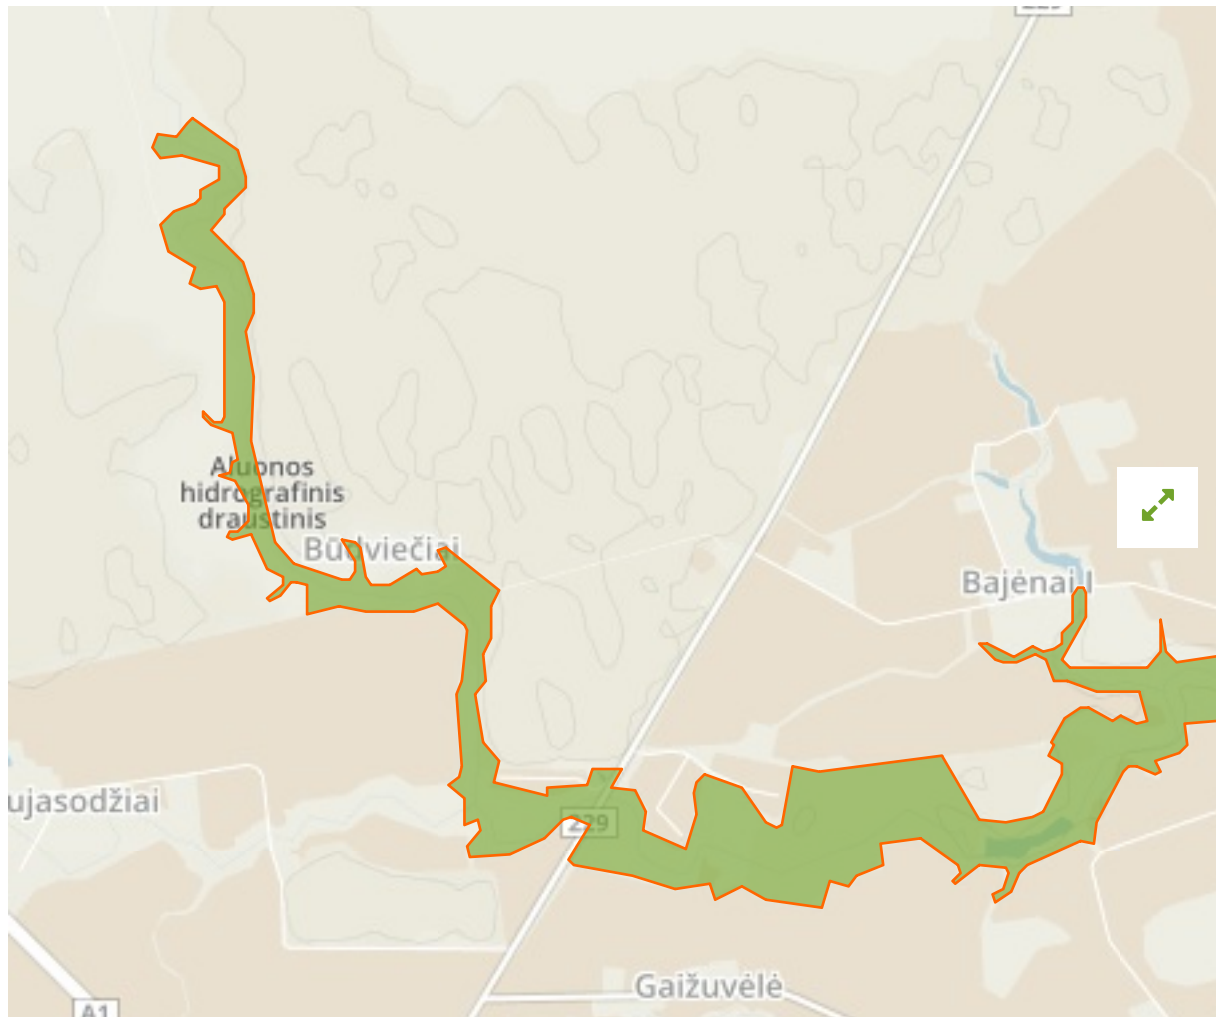 Aluonos
hidrografinis
draustinis
Būdviečiai
Bajėnai I
ujasodžiai
229
Gaižuvėlė
A1